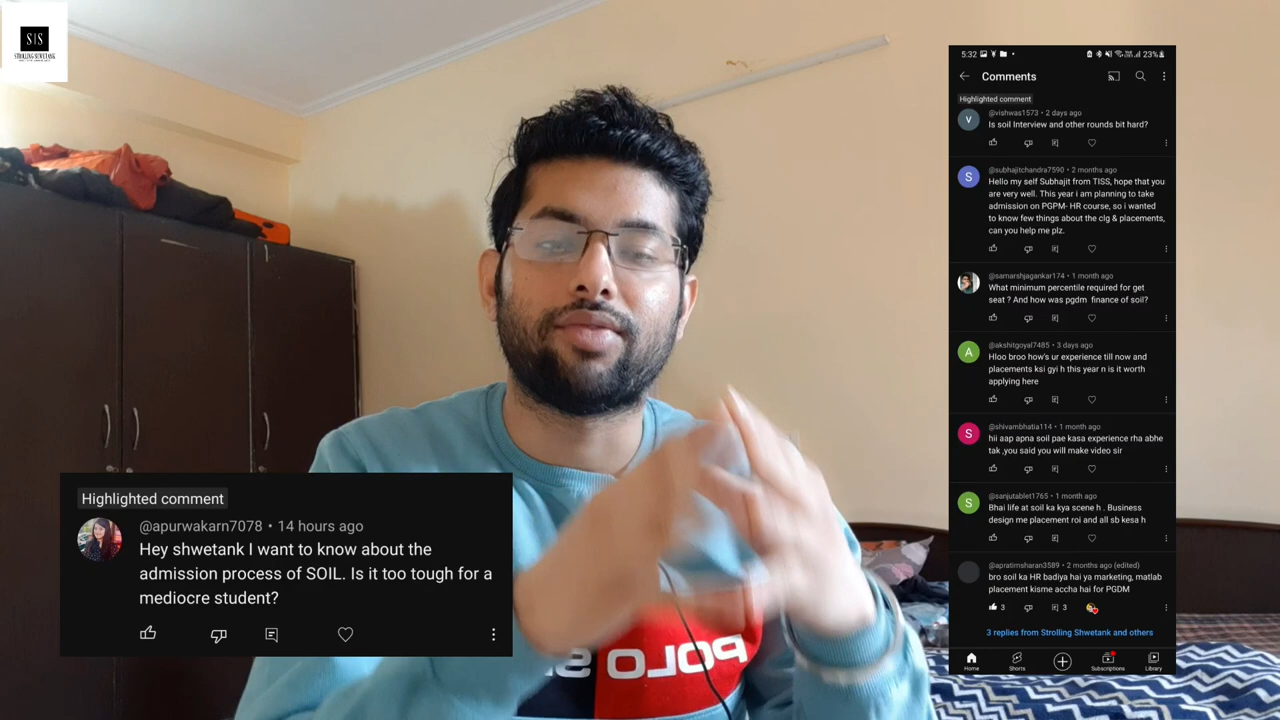 S|S
STROLLING SHWETANK
Highlighted comment
@apurwakarn7078 • 14 hours ago
Hey shwetank I want to know about the
admission process of SOIL. Is it too tough for a
mediocre student?
POLO
5:32
23%
Comments
Highlighted comment
V
@vishwas1573 • 2 days ago
Is soil Interview and other rounds bit hard?
S
@subhajitchandra7590 • 2 months ago
Hello my self Subhajit from TISS, hope that you
are very well. This year i am planning to take
admission on PGPM- HR course, so i wanted
to know few things about the clg & placements,
can you help me plz.
@samarshjagankar174 • 1 month ago
What minimum percentile required for get
seat ? And how was pgdm finance of soil?
A
@akshitgoyal7485 • 3 days ago
Hloo broo how's ur experience till now and
placements ksi gyi h this year n is it worth
applying here
S
@shivambhatia114 • 1 month ago
hii aap apna soil pae kasa experience rha abhe
tak ,you said you will make video sir
S
@sanjutablet1765 • 1 month ago
Bhai life at soil ka kya scene h . Business
design me placement roi and all sb kesa h
@apratimsharan3589 • 2 months ago (edited)
bro soil ka HR badiya hai ya marketing, matlab
placement kisme accha hai for PGDM
3 3
3 replies from Strolling Shwetank and others
Home Shorts Subscriptions Library